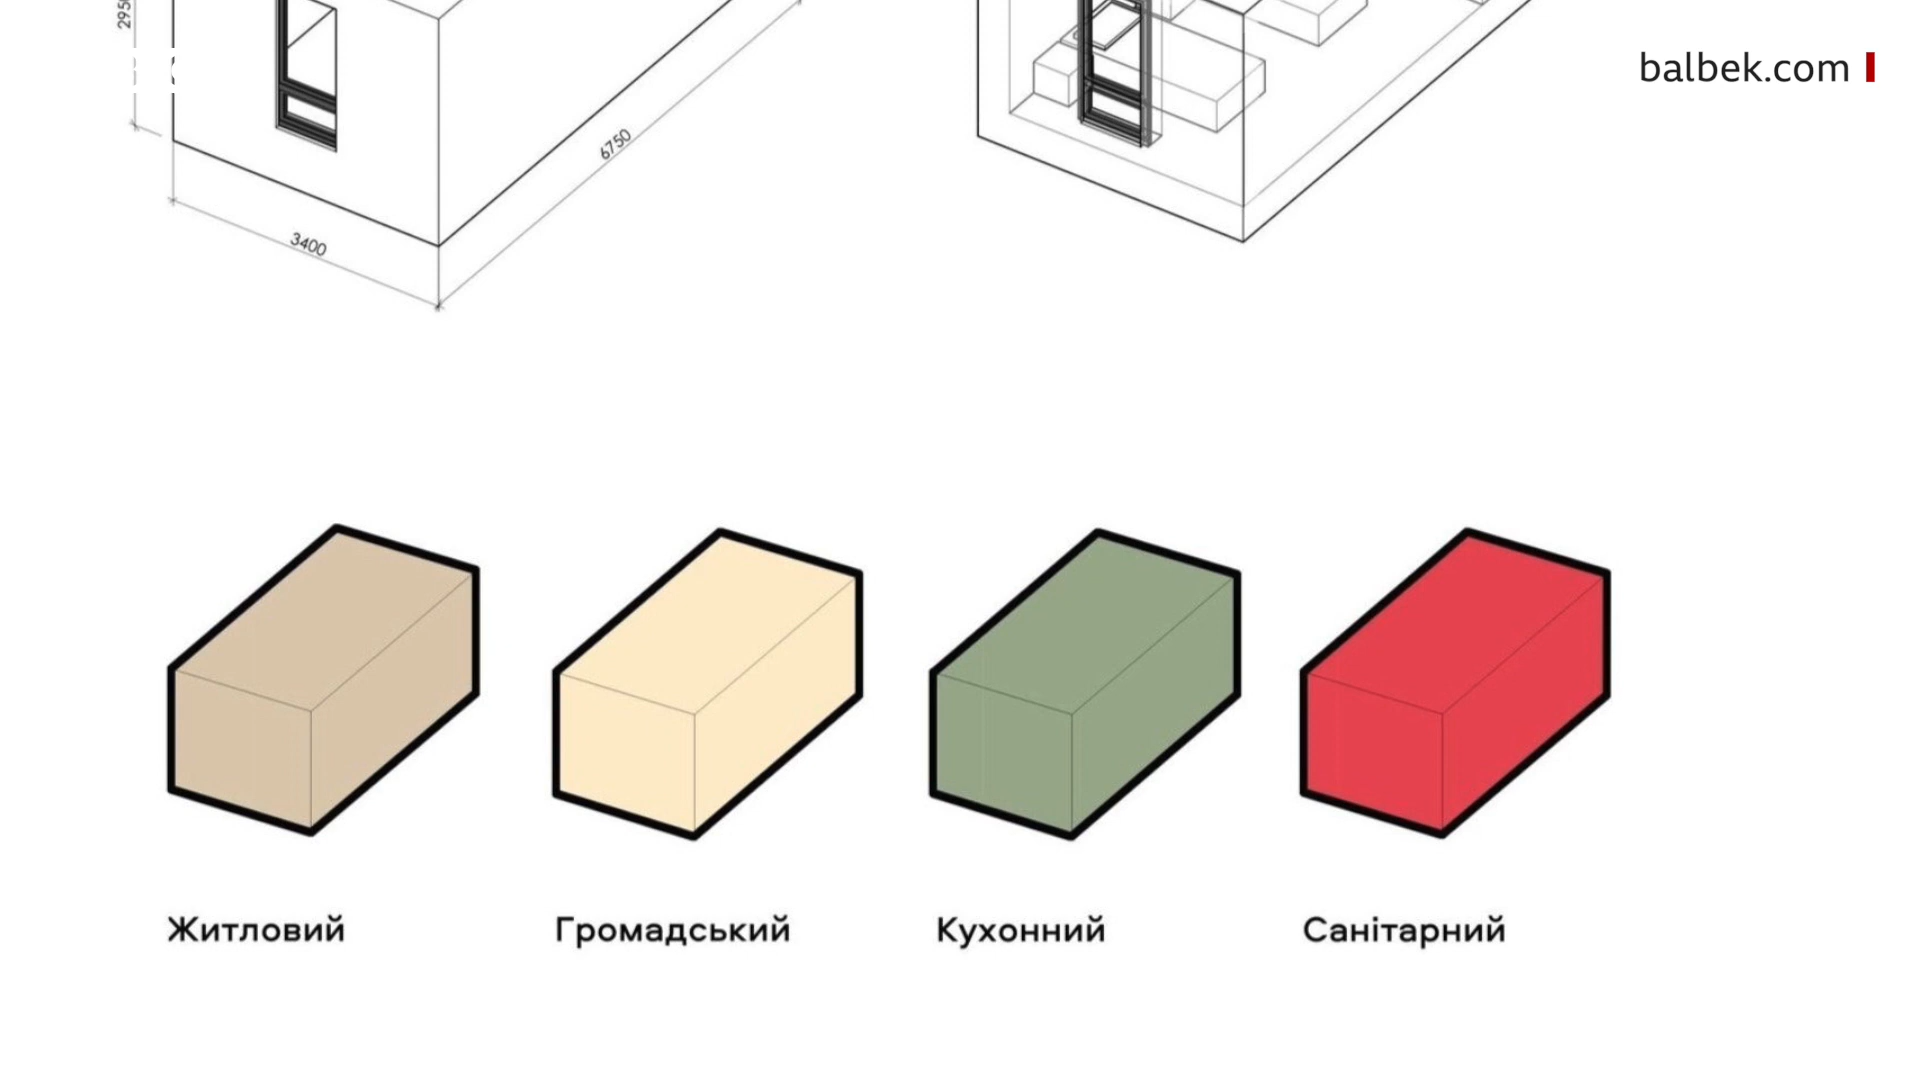 balbek.com
6750
3400
Житловий
Громадський
Кухонний
Санітарний